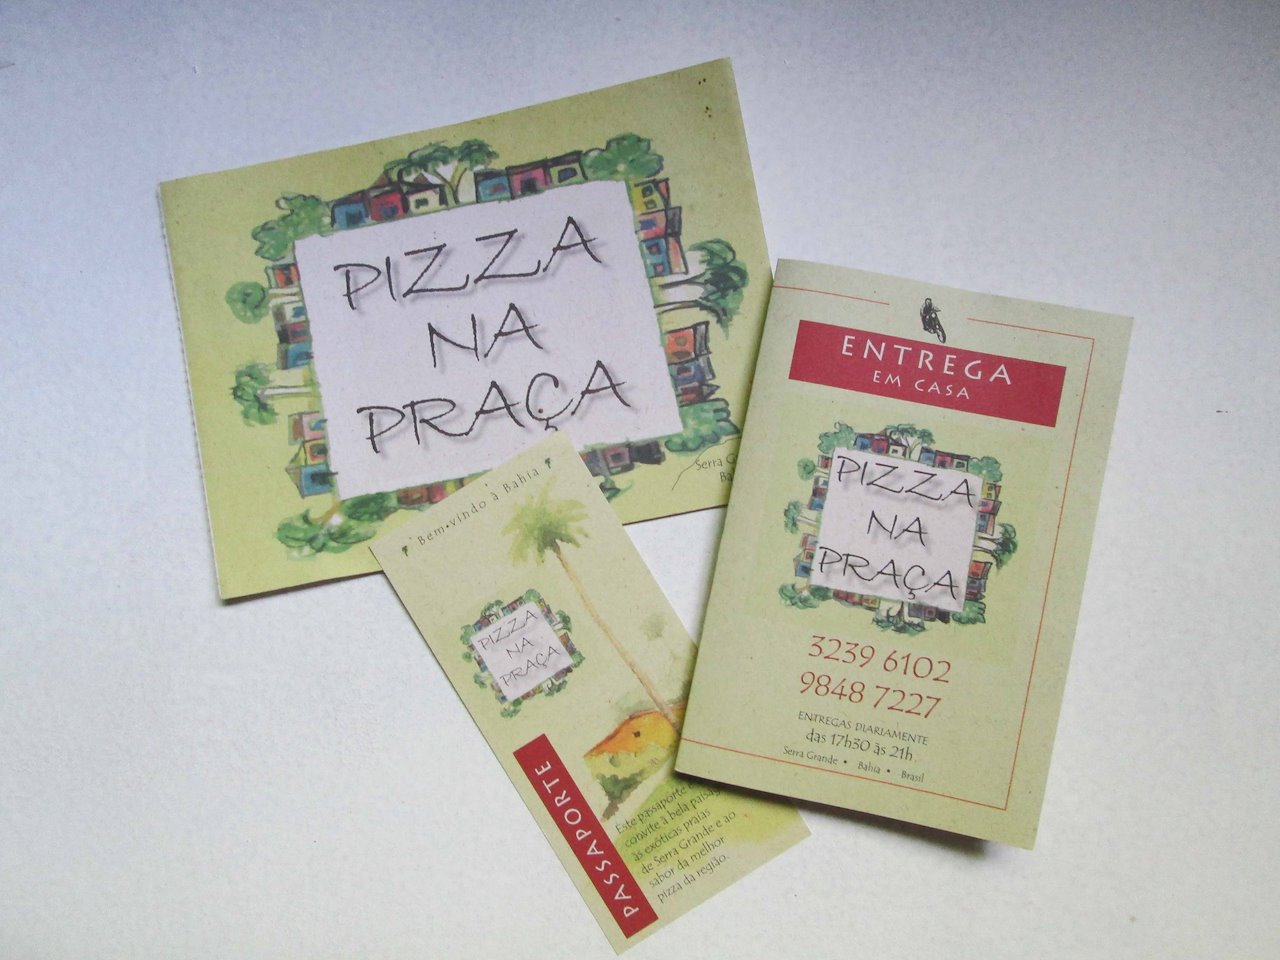 PIZZA
NA
PRAÇA
Serra
Bem-vindo à Bahia
PIZZA
NA
PRAÇA
PASSAPORTE
Este passaporte
convite à bela
às exóticas praias
de Serra Grande e ao
sabor da melhor
pizza da região.
ENTREGA
EM CASA
PIZZA
NA
PRAÇA
3239 6102
9848 7227
ENTREGAS DIARIAMENTE
das 17h30 às 21h
Serra Grande • Bahia • Brasil